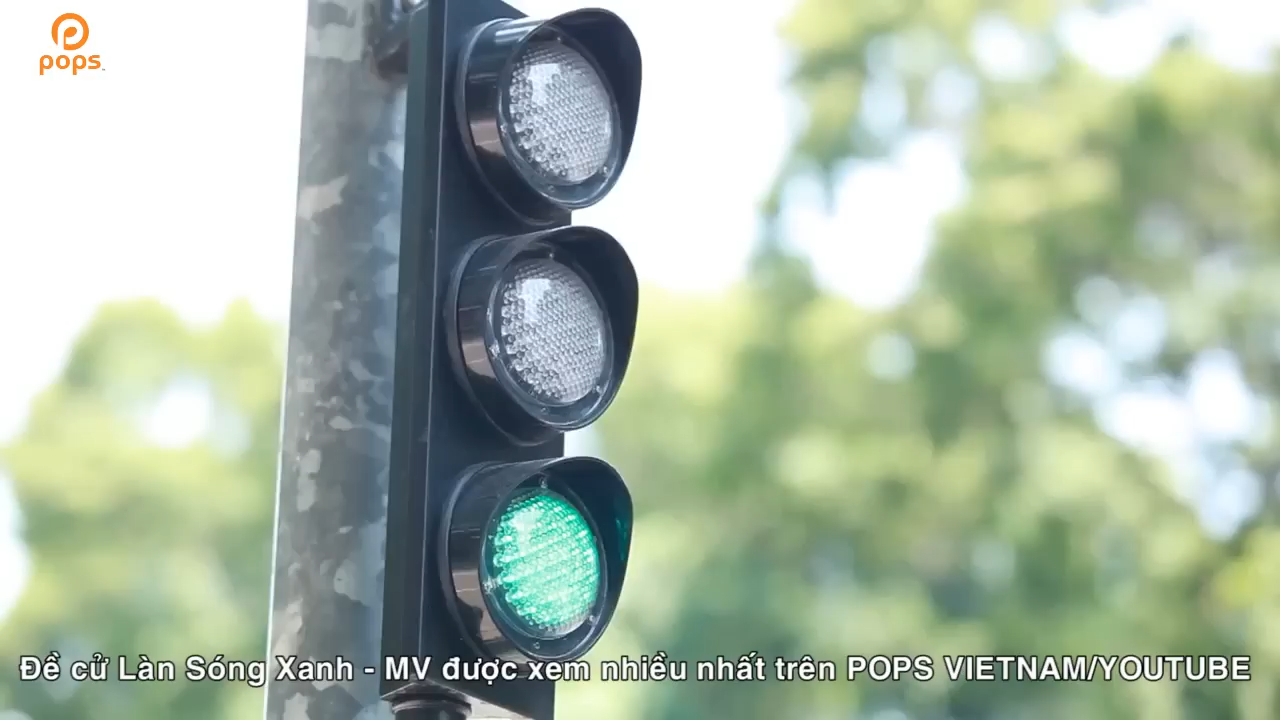 pops
Đề cử Làn Sóng Xanh - MV được xem nhiều nhất trên POPS VIETNAM/YOUTUBE